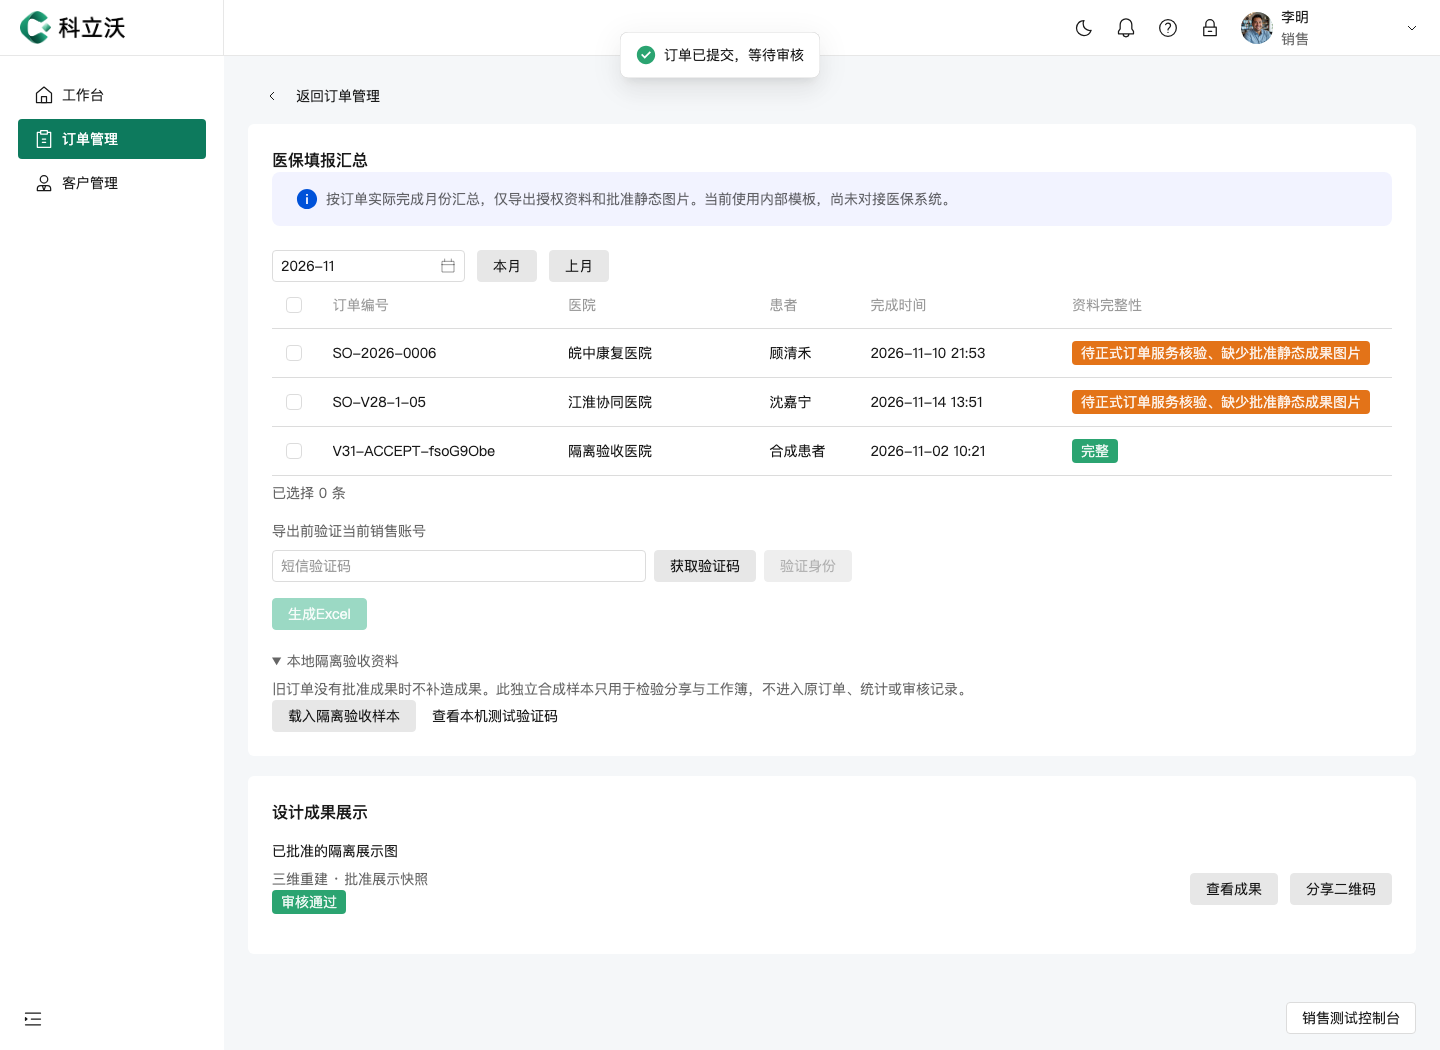 科立沃
李明
销售
订单已提交，等待审核
工作台
订单管理
客户管理
返回订单管理
医保填报汇总
按订单实际完成月份汇总，仅导出授权资料和批准静态图片。当前使用内部模板，尚未对接医保系统。
2026-11 本月 上月
订单编号 医院 患者 完成时间 资料完整性
SO-2026-0006 皖中康复医院 顾清禾 2026-11-10 21:53 待正式订单服务核验、缺少批准静态成果图片
SO-V28-1-05 江淮协同医院 沈嘉宁 2026-11-14 13:51 待正式订单服务核验、缺少批准静态成果图片
V31-ACCEPT-fsoG9Obe 隔离验收医院 合成患者 2026-11-02 10:21 完整
已选择 0 条
导出前验证当前销售账号
短信验证码 获取验证码 验证身份
生成Excel
本地隔离验收资料
旧订单没有批准成果时不补造成果。此独立合成样本只用于检验分享与工作簿，不进入原订单、统计或审核记录。
载入隔离验收样本 查看本机测试验证码
设计成果展示
已批准的隔离展示图
三维重建 · 批准展示快照
审核通过
查看成果 分享二维码
销售测试控制台